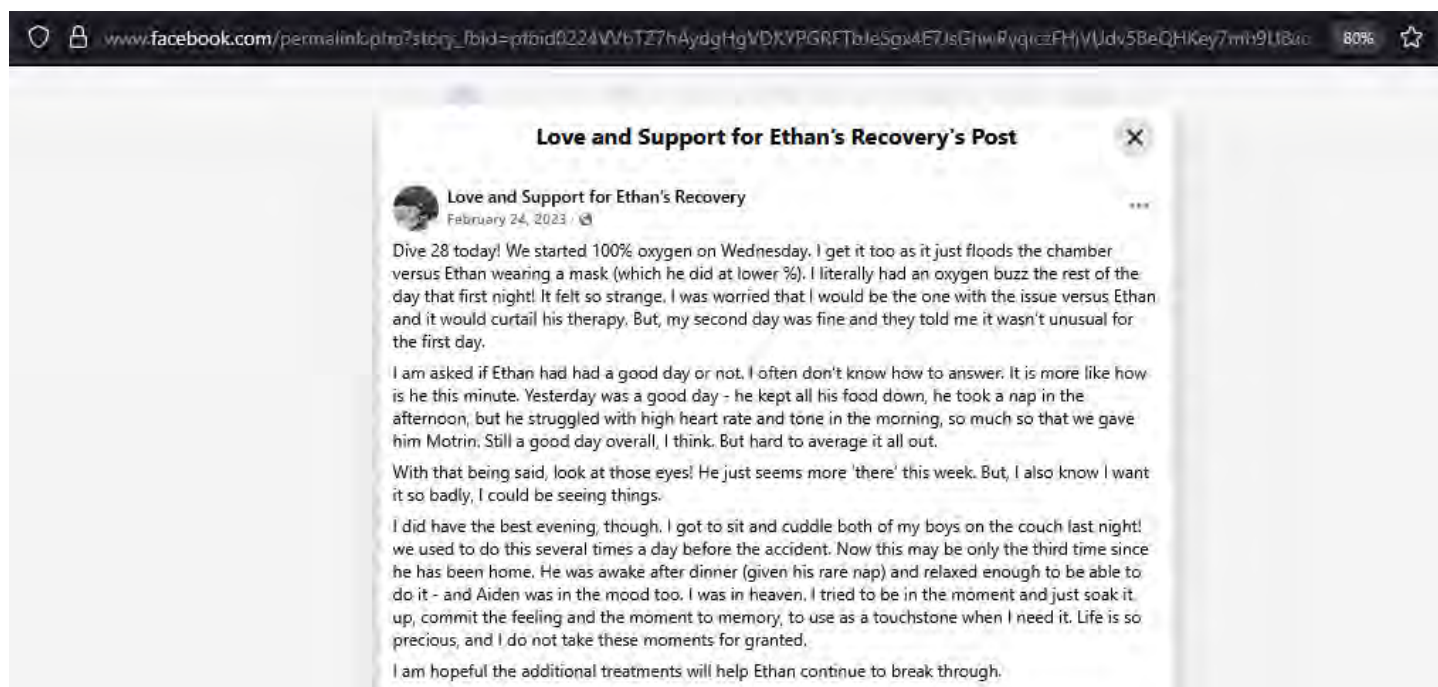 www.facebook.com/permalink.php?story_fbid=
80%
Love and Support for Ethan's Recovery's Post
Love and Support for Ethan's Recovery
February 24, 2023
Dive 28 today! We started 100% oxygen on Wednesday. I get it too as it just floods the chamber
versus Ethan wearing a mask (which he did at lower %). I literally had an oxygen buzz the rest of the
day that first night! It felt so strange. I was worried that I would be the one with the issue versus Ethan
and it would curtail his therapy. But, my second day was fine and they told me it wasn't unusual for
the first day.
I am asked if Ethan had had a good day or not. I often don't know how to answer. It is more like how
is he this minute. Yesterday was a good day - he kept all his food down, he took a nap in the
afternoon, but he struggled with high heart rate and tone in the morning, so much so that we gave
him Motrin. Still a good day overall, I think. But hard to average it all out.
With that being said, look at those eyes! He just seems more 'there' this week. But, I also know I want
it so badly, I could be seeing things.
I did have the best evening, though. I got to sit and cuddle both of my boys on the couch last night!
we used to do this several times a day before the accident. Now this may be only the third time since
he has been home. He was awake after dinner (given his rare nap) and relaxed enough to be able to
do it - and Aiden was in the mood too. I was in heaven. I tried to be in the moment and just soak it
up, commit the feeling and the moment to memory, to use as a touchstone when I need it. Life is so
precious, and I do not take these moments for granted.
I am hopeful the additional treatments will help Ethan continue to break through.